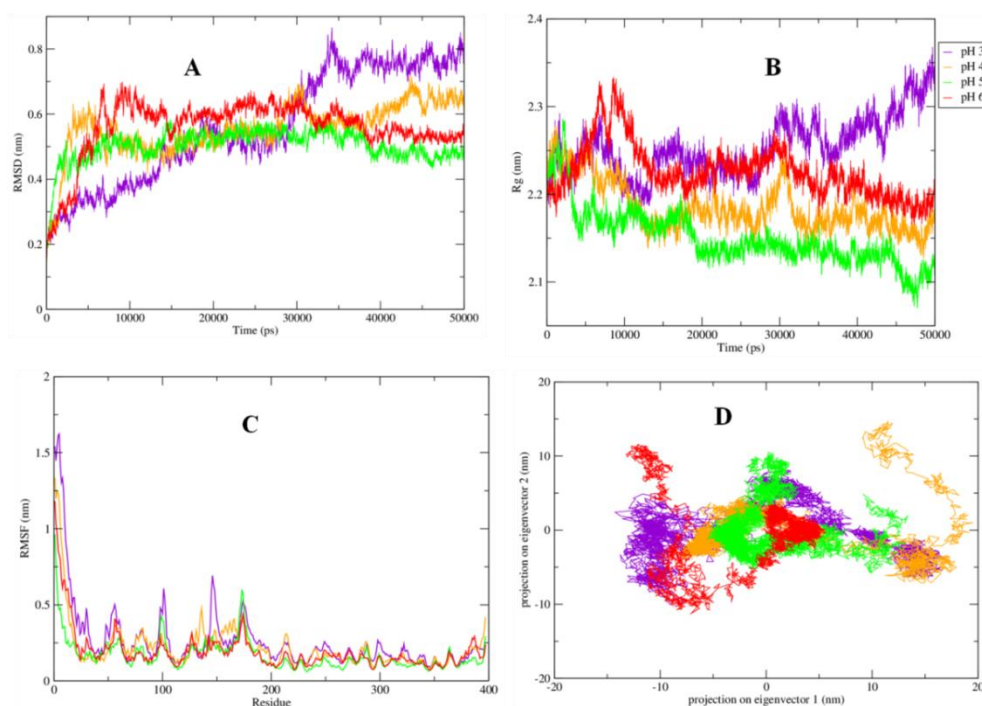 A
RMSD (nm)
0.8
0.6
0.4
0.2
0
0 10000 20000 30000 40000 50000
Time (ps)
B
Rg (nm)
2.4
2.3
2.2
2.1
0 10000 20000 30000 40000 50000
Time (ps)
pH 3
pH 4
pH 5
pH 6
C
RMSF (nm)
2
1.5
1
0.5
0
0 100 200 300 400
Residue
D
projection on eigenvector 2 (nm)
20
10
0
-10
-20
-20 -10 0 10 20
projection on eigenvector 1 (nm)